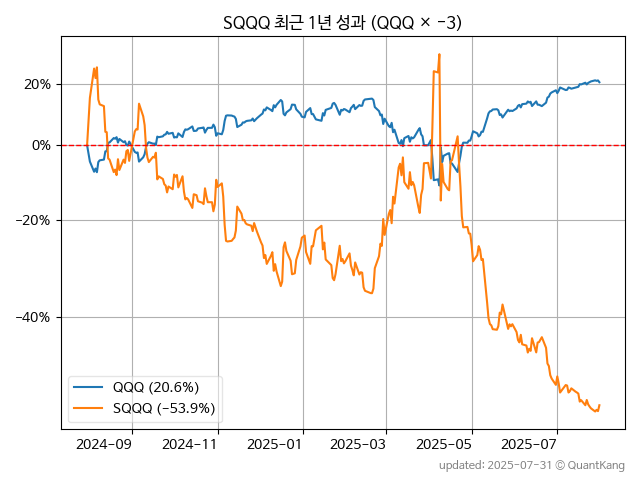 SQQQ 최근 1년 성과 (QQQ × −3)
20%
0%
−20%
−40%
QQQ (20.6%)
SQQQ (−53.9%)
2024−09
2024−11
2025−01
2025−03
2025−05
2025−07
updated: 2025-07-31 © QuantKang